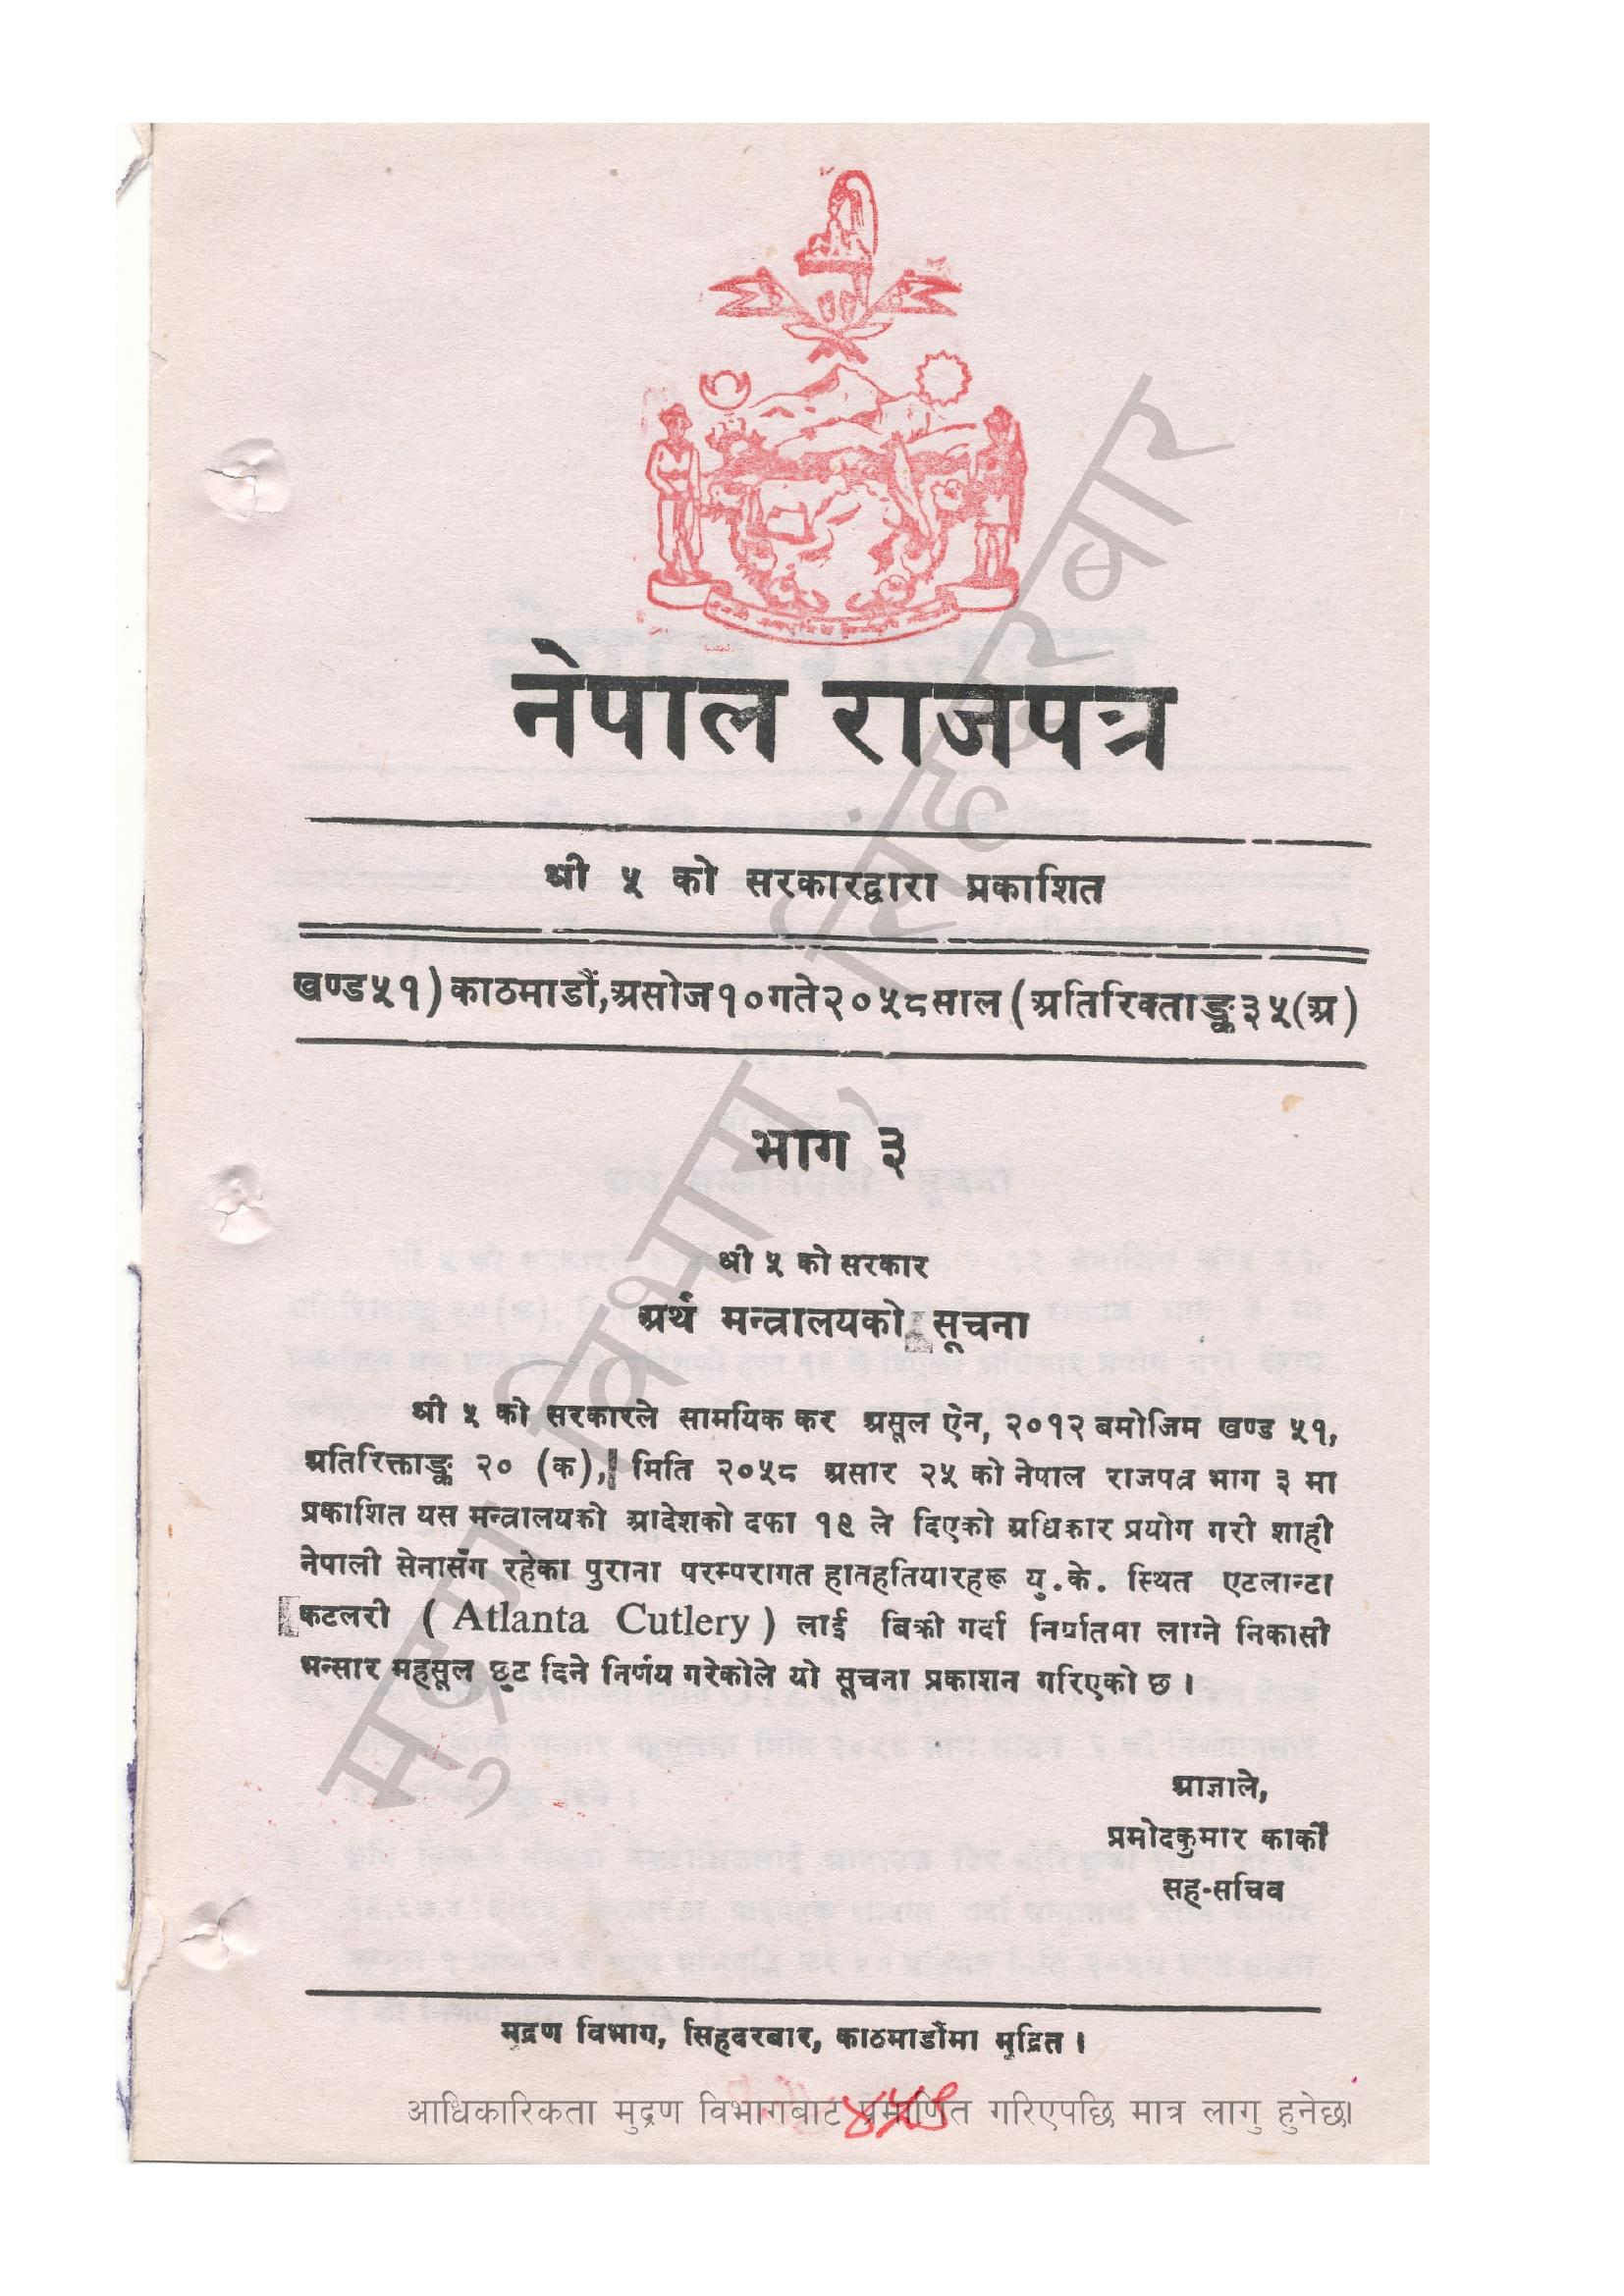 नेपाल राजपत्र
श्री ५ को सरकारद्वारा प्रकाशित
खण्ड ५१) काठमाडौं, असोज १० गते २०५८ साल (अतिरिक्ताङ्क ३५(अ)
भाग ३
श्री ५ को सरकार
अर्थ मन्त्रालयको सूचना
श्री ५ को सरकारले सामयिक कर असूल ऐन, २०१२ बमोजिम खण्ड ५१,
अतिरिक्ताङ्क २० (क), मिति २०५८ असार २५ को नेपाल राजपत्र भाग ३ मा
प्रकाशित यस मन्त्रालयको आदेशको दफा १९ ले दिएको अधिकार प्रयोग गरी शाही
नेपाली सेनासंग रहेका पुराना परम्परागत हातहतियारहरू यु.के. स्थित एटलान्टा
कटलरी ( Atlanta Cutlery ) लाई बिक्री गर्दा निर्यातमा लाग्ने निकासी
भन्सार महसूल छुट दिने निर्णय गरेकोले यो सूचना प्रकाशन गरिएको छ ।
आज्ञाले,
प्रमोदकुमार कार्की
सह-सचिव
मुद्रण विभाग, सिंहदरबार, काठमाडौंमा मुद्रित ।
आधिकारिकता मुद्रण विभागबाट प्रमाणित गरिएपछि मात्र लागु हुनेछ।
मुद्रण विभाग, सिंहदरबार